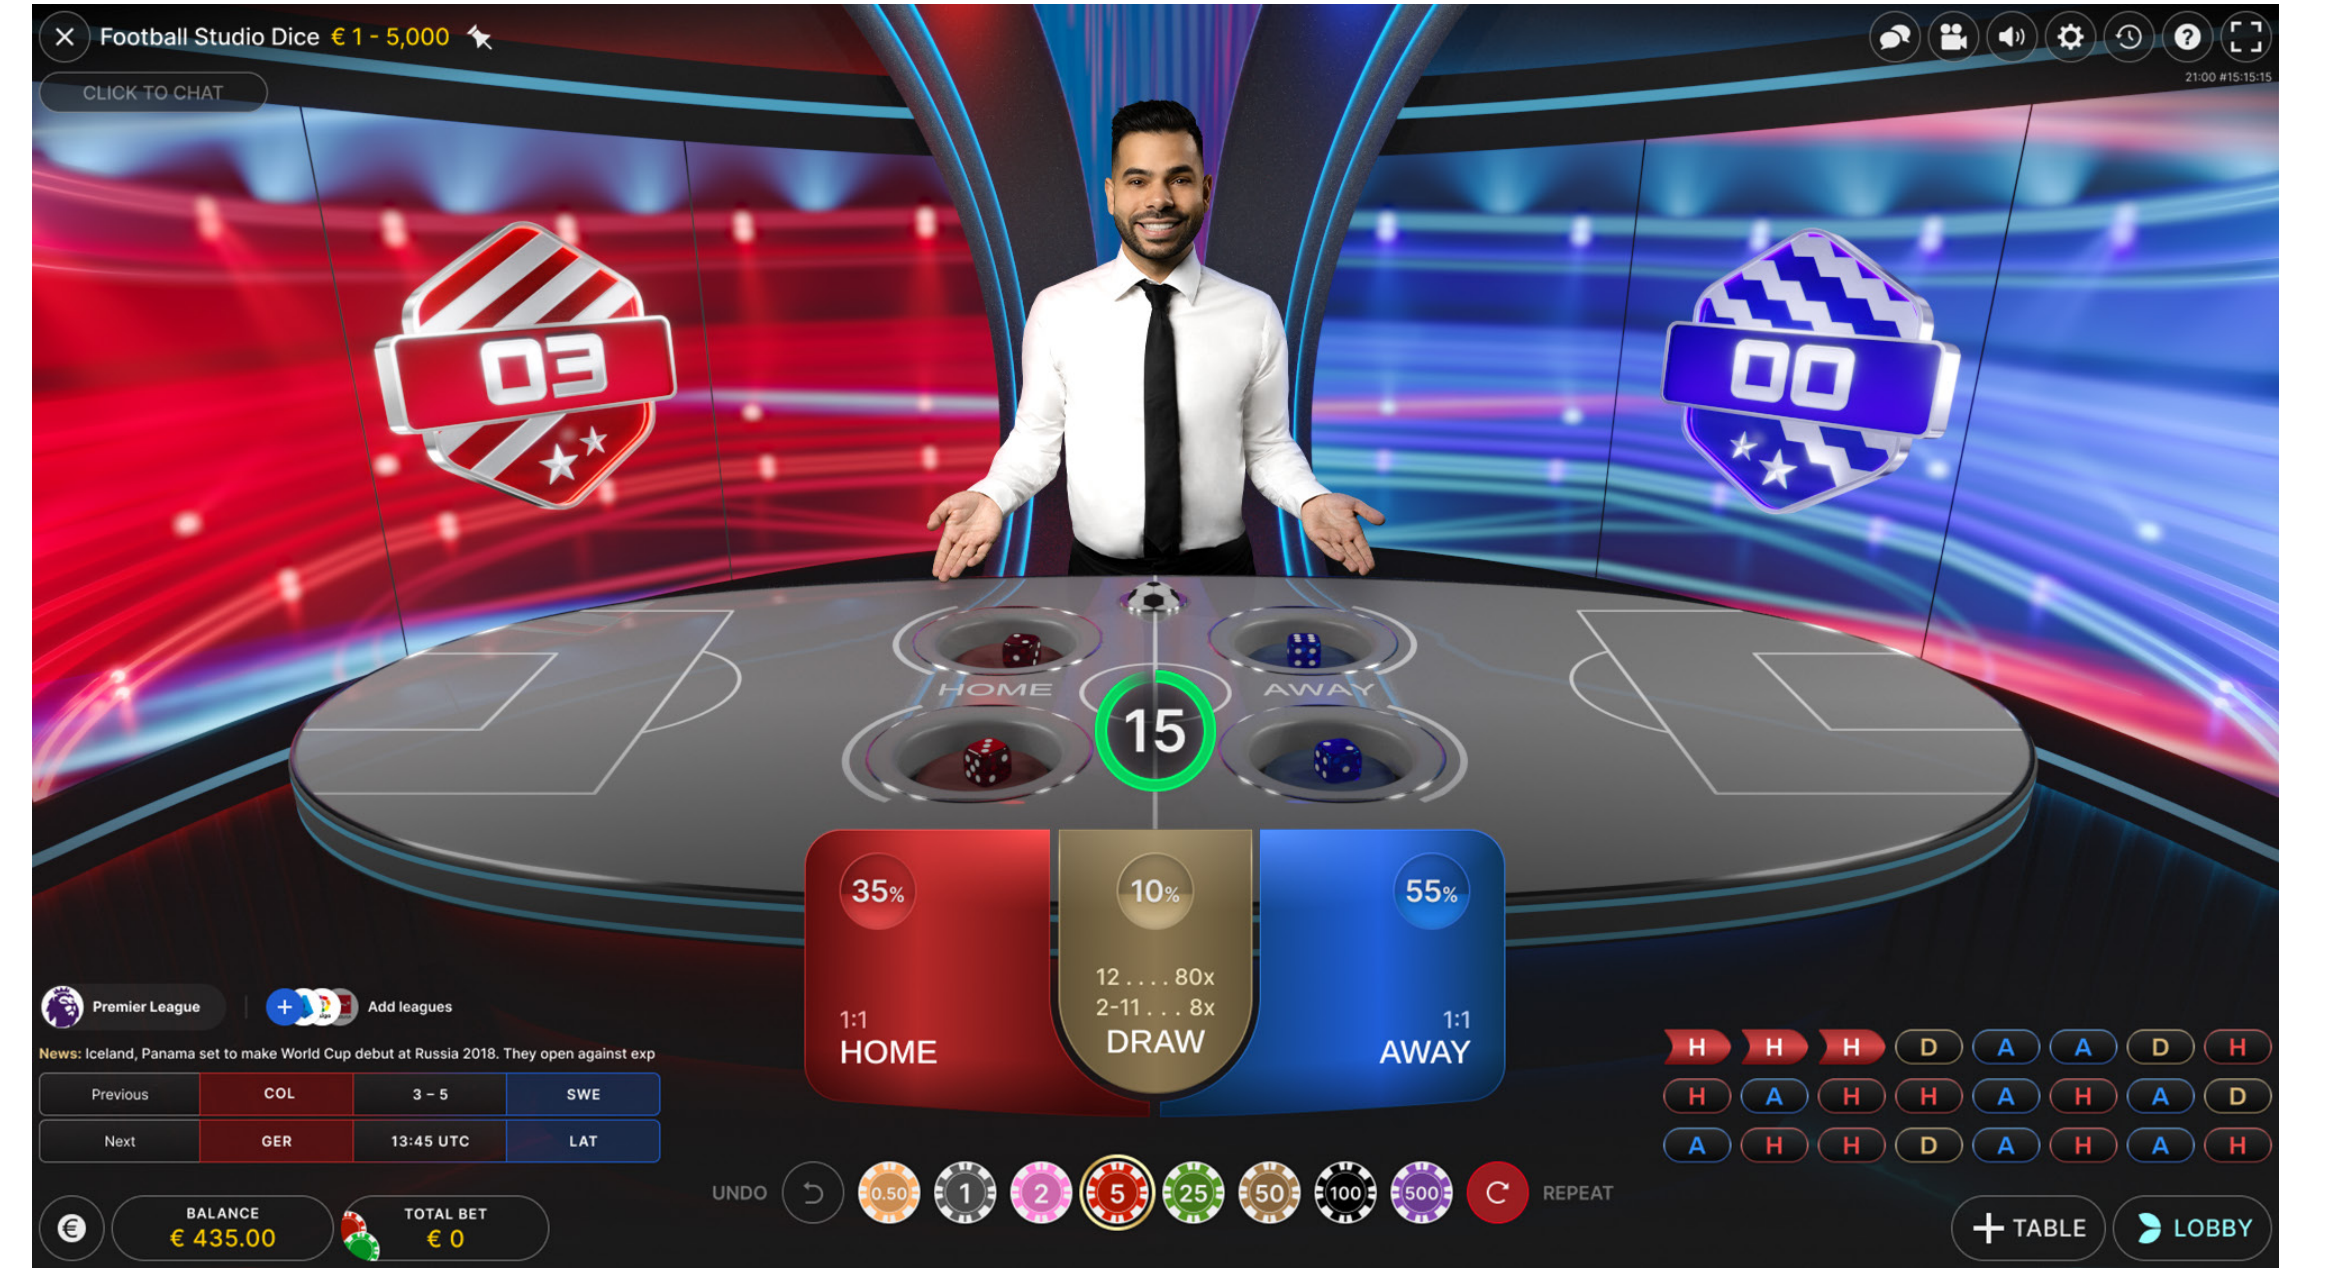 Football Studio Dice € 1 - 5,000
21:00 #15:15:15
CLICK TO CHAT
03
00
HOME
AWAY
15
35%
10%
55%
12 . . . . 80x
2-11 . . . 8x
1:1
HOME
DRAW
1:1
AWAY
Premier League
Add leagues
News: Iceland, Panama set to make World Cup debut at Russia 2018. They open against exp
Previous COL 3 – 5 SWE
Next GER 13:45 UTC LAT
H H H D A A D H
H A H H A H A D
A H H D A H A H
UNDO 0.50 1 2 5 25 50 100 500 REPEAT
€
BALANCE
€ 435.00
TOTAL BET
€ 0
TABLE
LOBBY